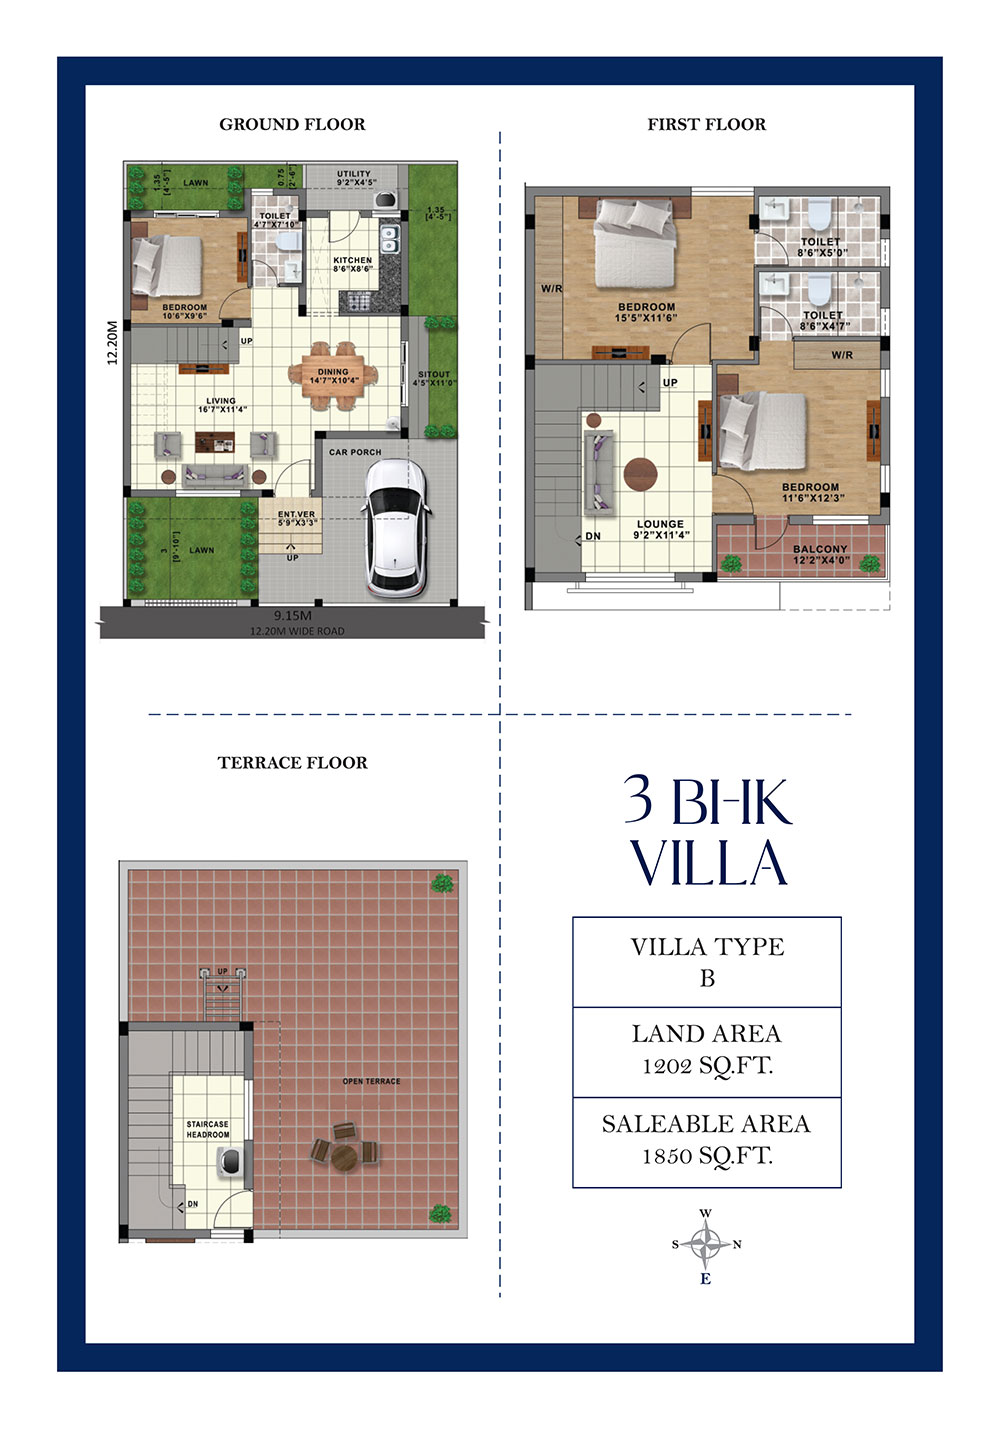 GROUND FLOOR
1.35
[4'-5"]
LAWN
0.75
[2'-6"]
UTILITY
9'2"X4'5"
1.35
[4'-5"]
TOILET
4'7"X7'10"
KITCHEN
8'6"X8'6"
BEDROOM
10'6"X9'6"
12.20M
UP
DINING
14'7"X10'4"
SITOUT
4'5"X11'0"
LIVING
16'7"X11'4"
CAR PORCH
ENT.VER
5'9"X3'3"
3
[9'-10"]
LAWN
UP
9.15M
12.20M WIDE ROAD
FIRST FLOOR
TOILET
8'6"X5'0"
W/R
BEDROOM
15'5"X11'6"
TOILET
8'6"X4'7"
W/R
UP
BEDROOM
11'6"X12'3"
LOUNGE
9'2"X11'4"
DN
BALCONY
12'2"X4'0"
TERRACE FLOOR
UP
OPEN TERRACE
STAIRCASE
HEADROOM
DN
3 BHK
VILLA
VILLA TYPE
B
LAND AREA
1202 SQ.FT.
SALEABLE AREA
1850 SQ.FT.
W
S N
E